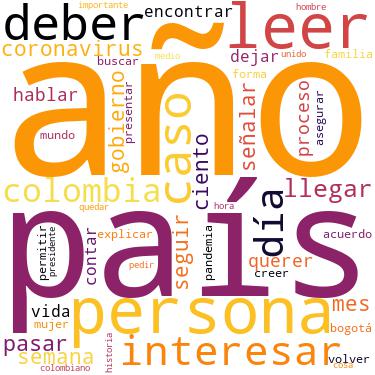 importante
hombre
deber
encontrar
leer
coronavirus
medio
dejar
unido
familia
buscar
forma
año
hablar
gobierno
presentar
caso
ciento
señalar
proceso
asegurar
mundo
colombia
llegar
país
quedar
hora
día
permitir
presidente
contar
explicar
pedir
seguir
pandemia
querer
creer
acuerdo
vida
mujer
persona
mes
bogotá
pasar
semana
colombiano
historia
interesar
volver
cosa